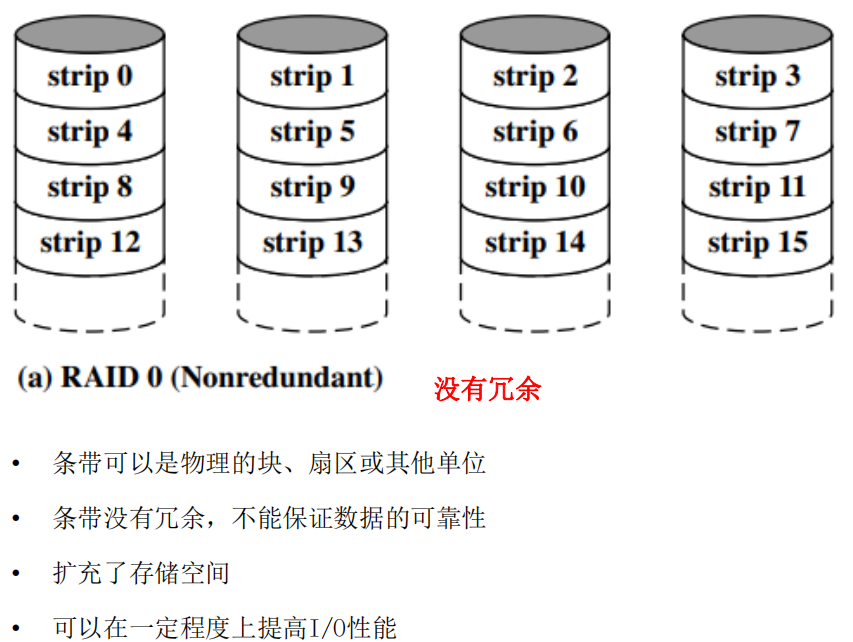 strip 0 strip 1 strip 2 strip 3
strip 4 strip 5 strip 6 strip 7
strip 8 strip 9 strip 10 strip 11
strip 12 strip 13 strip 14 strip 15
(a) RAID 0 (Nonredundant) 没有冗余
• 条带可以是物理的块、扇区或其他单位
• 条带没有冗余，不能保证数据的可靠性
• 扩充了存储空间
• 可以在一定程度上提高I/O性能